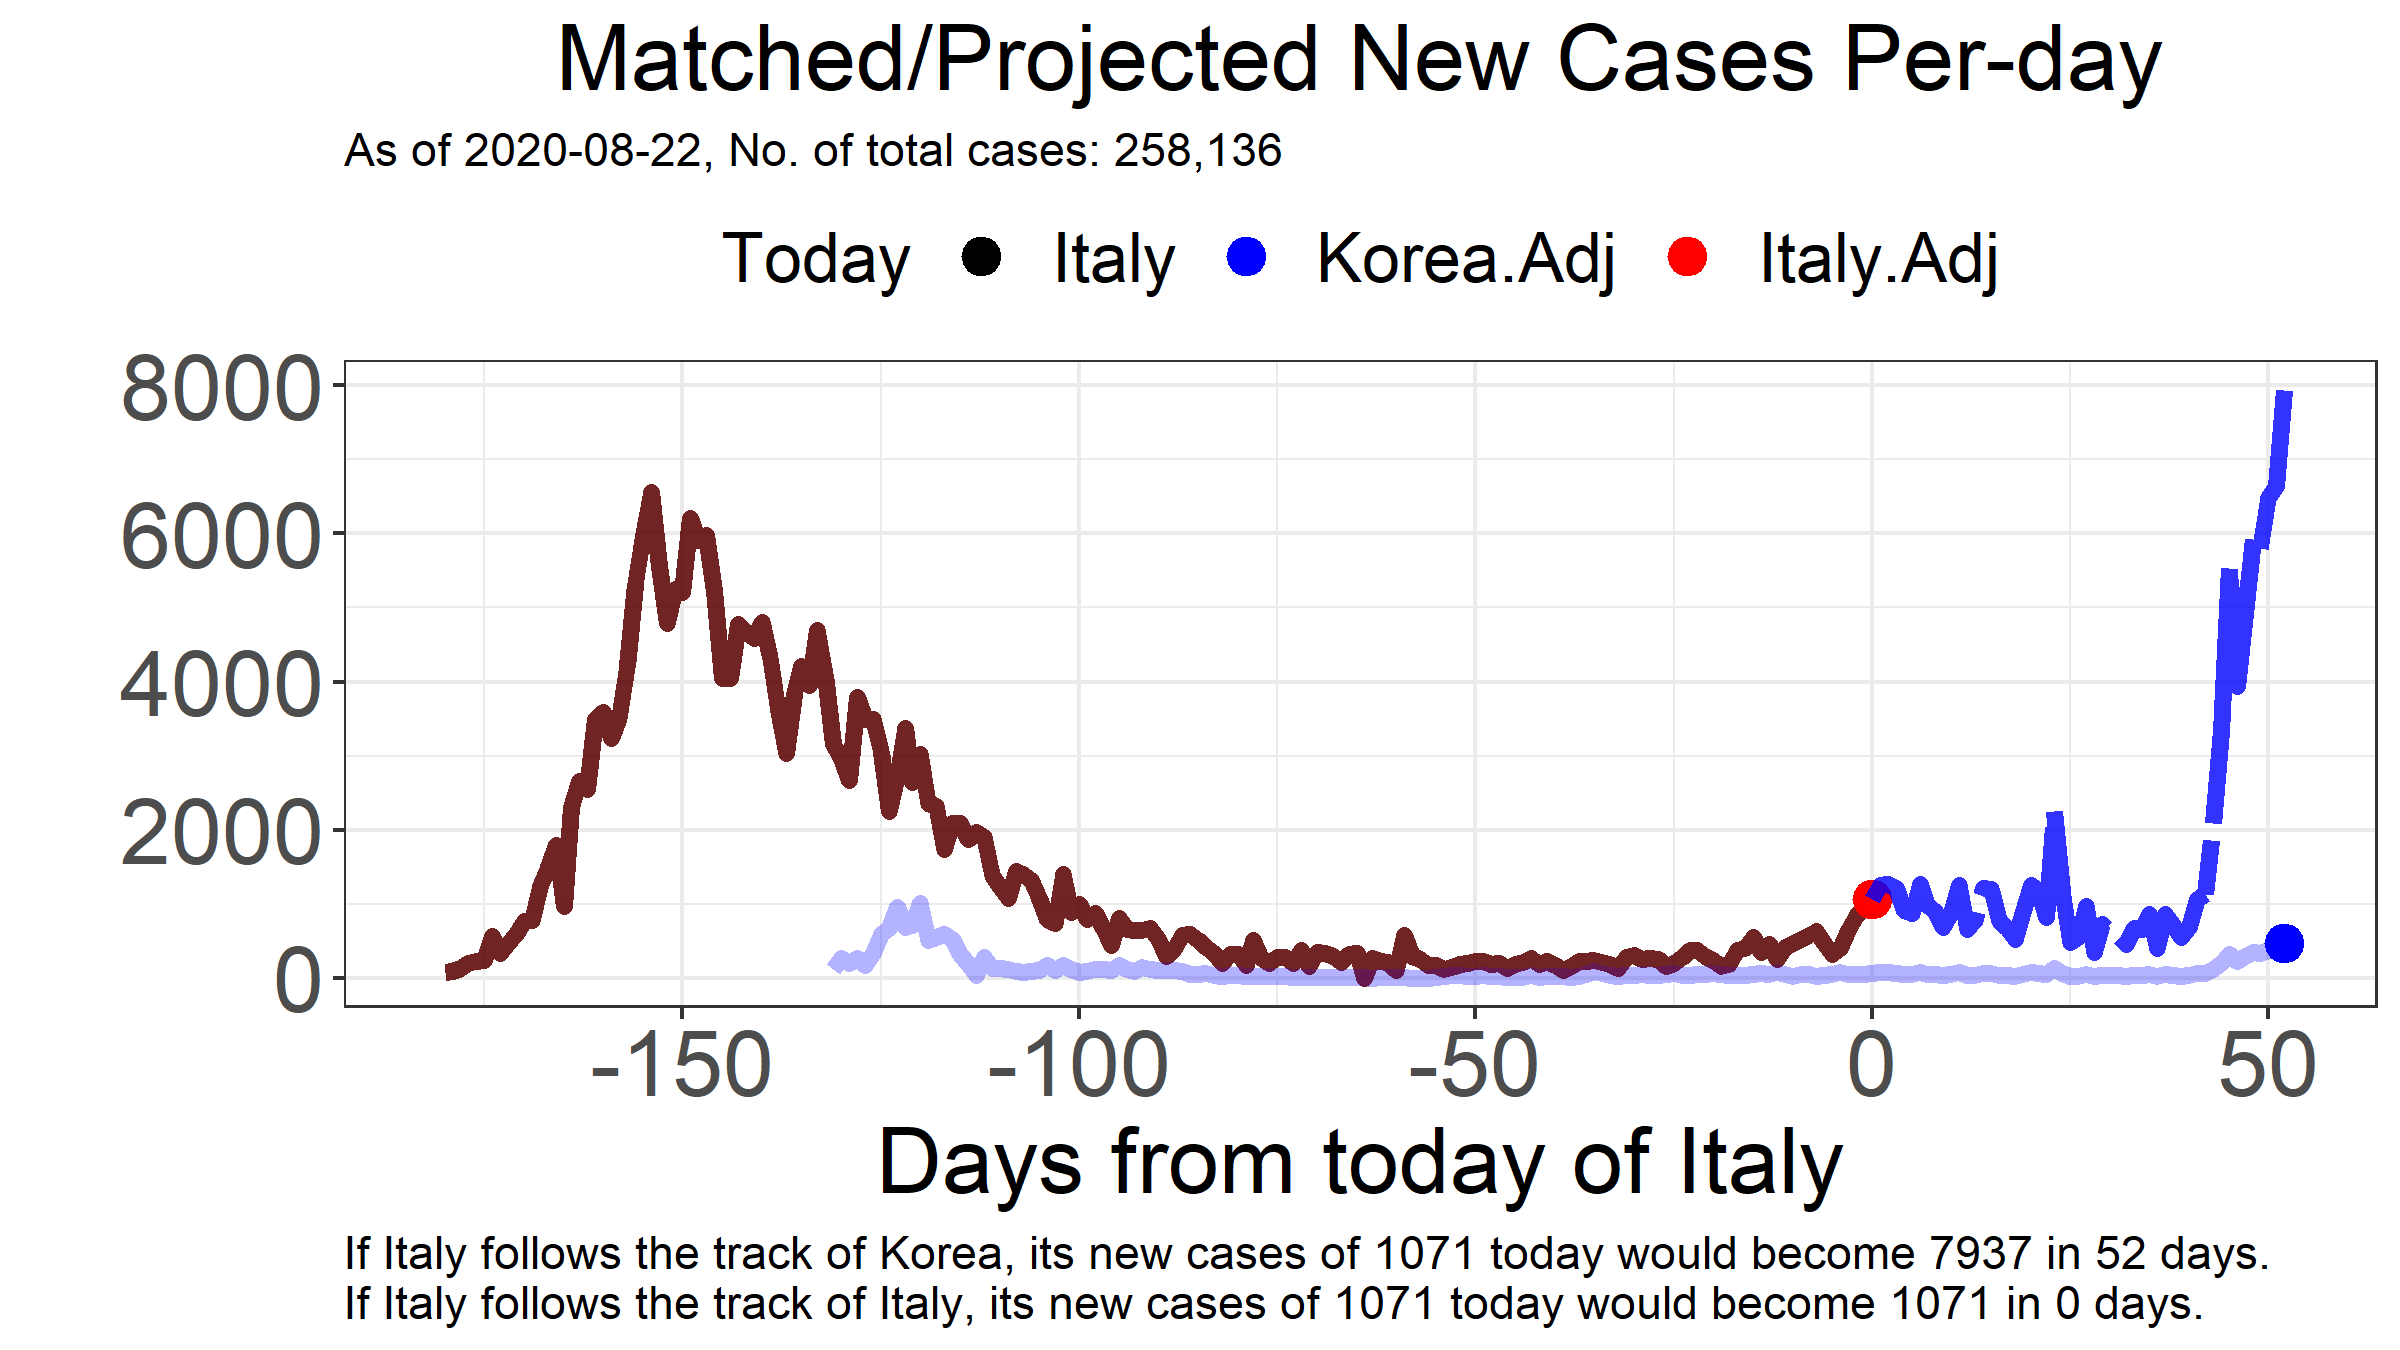 Matched/Projected New Cases Per-day
As of 2020-08-22, No. of total cases: 258,136
Today Italy Korea.Adj Italy.Adj
8000
6000
4000
2000
0
-150 -100 -50 0 50
Days from today of Italy
If Italy follows the track of Korea, its new cases of 1071 today would become 7937 in 52 days.
If Italy follows the track of Italy, its new cases of 1071 today would become 1071 in 0 days.